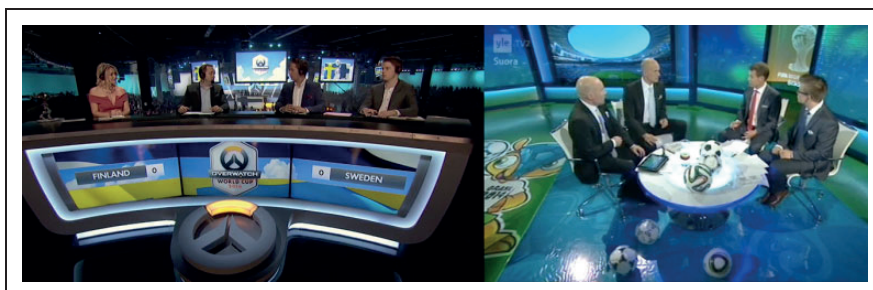 FINLAND 0
OVERWATCH
WORLD CUP
0 SWEDEN
yle TV2
Suora